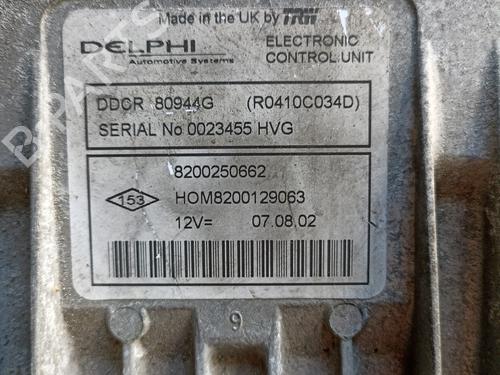 Made in the UK by TRW
DELPHI
Automotive Systems
ELECTRONIC
CONTROL UNIT
DDCR 80944G (R0410C034D)
SERIAL No 0023455 HVG
8200250662
153
HOM8200129063
12V= 07.08.02
9
B-PARTS